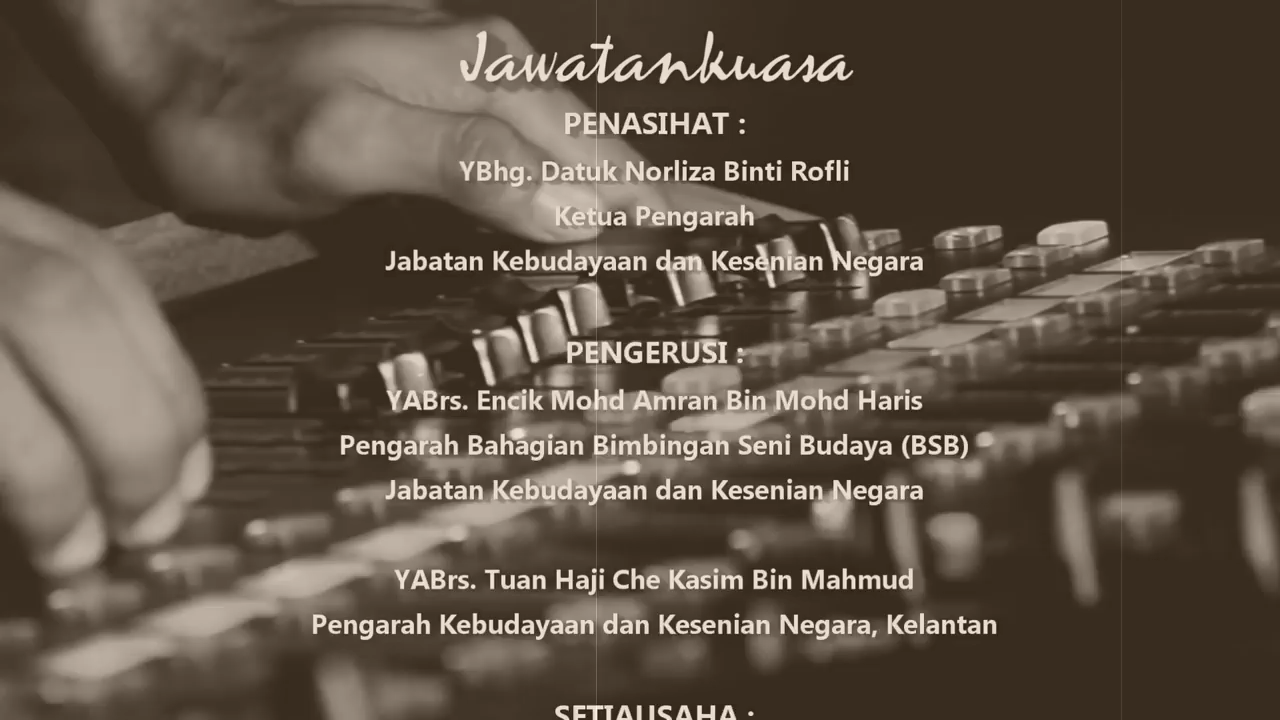 Jawatankuasa
PENASIHAT :
YBhg. Datuk Norliza Binti Rofli
Ketua Pengarah
Jabatan Kebudayaan dan Kesenian Negara
PENGERUSI :
YABrs. Encik Mohd Amran Bin Mohd Haris
Pengarah Bahagian Bimbingan Seni Budaya (BSB)
Jabatan Kebudayaan dan Kesenian Negara
YABrs. Tuan Haji Che Kasim Bin Mahmud
Pengarah Kebudayaan dan Kesenian Negara, Kelantan
SETIAUSAHA :